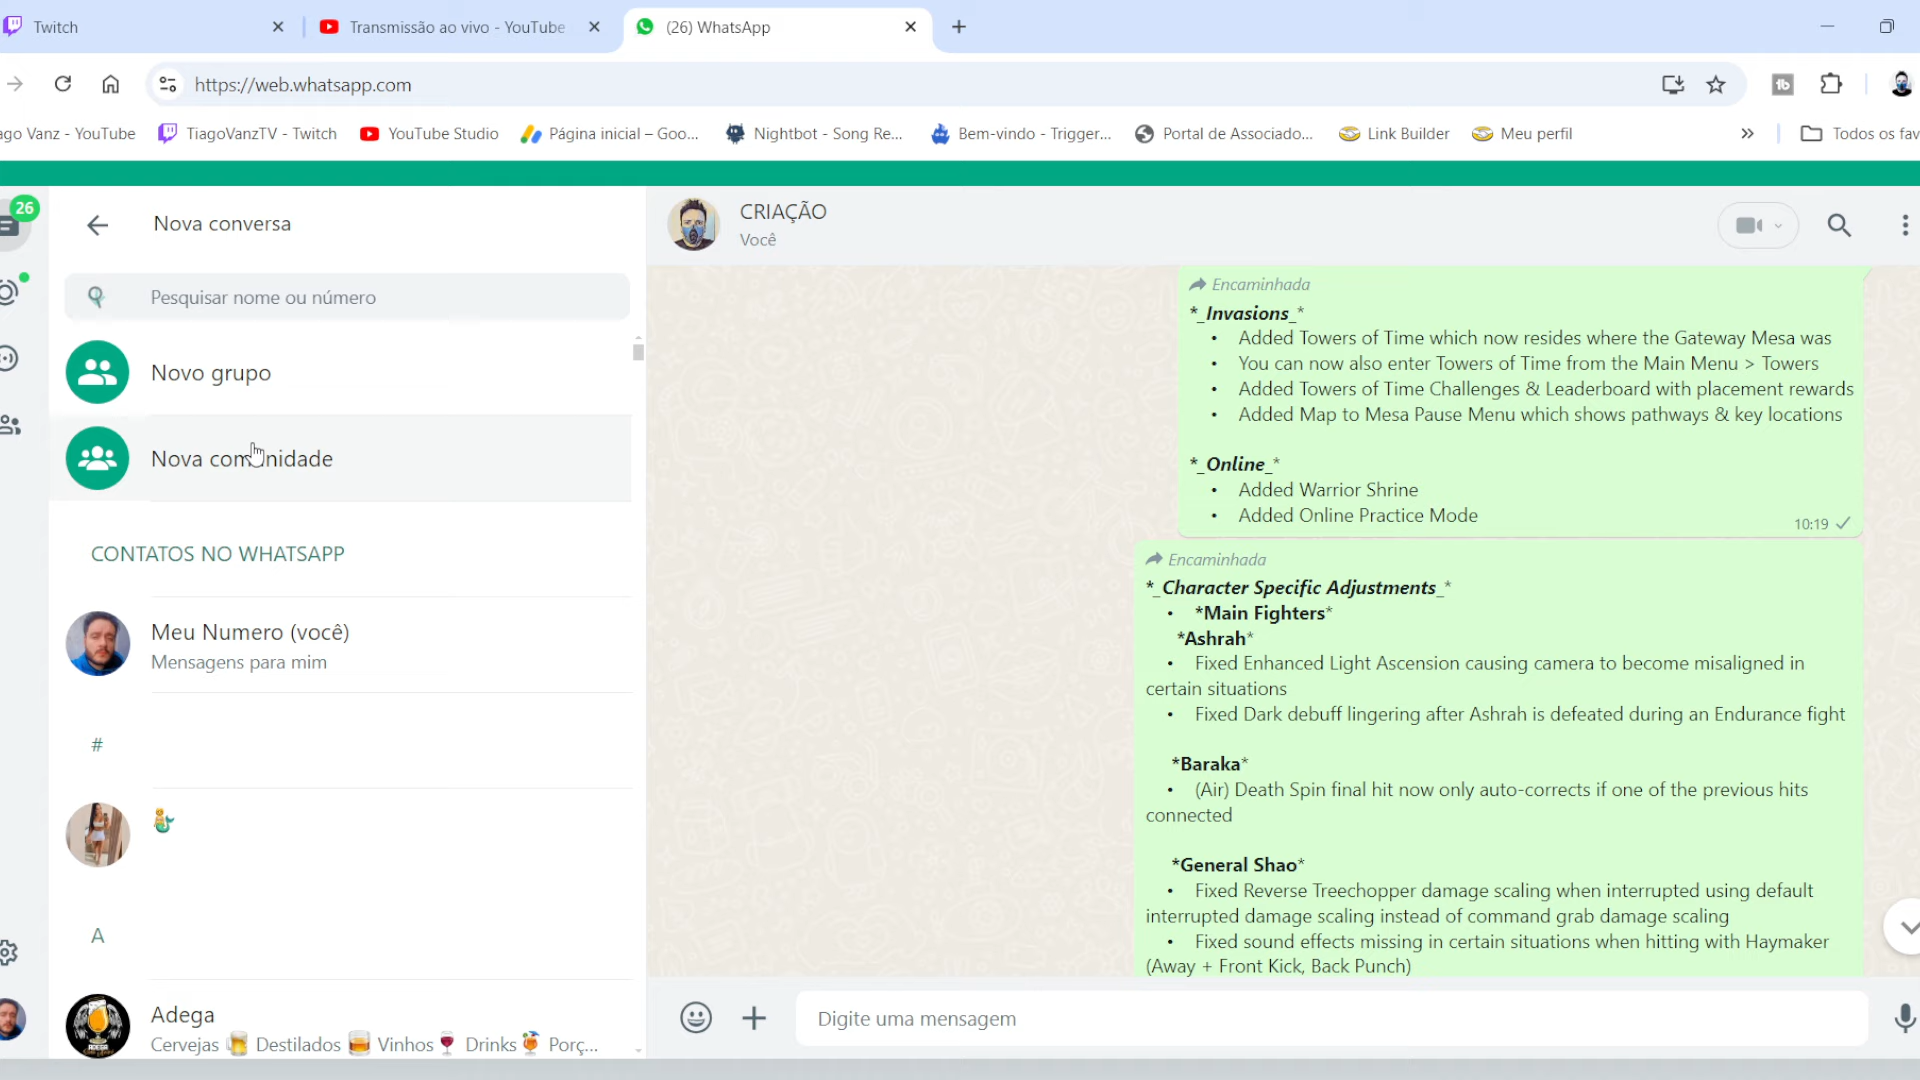 Twitch
Transmissão ao vivo - YouTube
(26) WhatsApp
https://web.whatsapp.com
ago Vanz - YouTube
TiagoVanzTV - Twitch
YouTube Studio
Página inicial – Goo...
Nightbot - Song Re...
Bem-vindo - Trigger...
Portal de Associado...
Link Builder
Meu perfil
Todos os fav
26
Nova conversa
Pesquisar nome ou número
Novo grupo
Nova comunidade
CONTATOS NO WHATSAPP
Meu Numero (você)
Mensagens para mim
#
A
Adega
Cervejas 🍺 Destilados 🥃 Vinhos 🍷 Drinks 🍹 Porç...
CRIAÇÃO
Você
Encaminhada
*_Invasions_*
• Added Towers of Time which now resides where the Gateway Mesa was
• You can now also enter Towers of Time from the Main Menu > Towers
• Added Towers of Time Challenges & Leaderboard with placement rewards
• Added Map to Mesa Pause Menu which shows pathways & key locations
*_Online_*
• Added Warrior Shrine
• Added Online Practice Mode
10:19
Encaminhada
*_Character Specific Adjustments_*
• *Main Fighters*
*Ashrah*
• Fixed Enhanced Light Ascension causing camera to become misaligned in
certain situations
• Fixed Dark debuff lingering after Ashrah is defeated during an Endurance fight
*Baraka*
• (Air) Death Spin final hit now only auto-corrects if one of the previous hits
connected
*General Shao*
• Fixed Reverse Treechopper damage scaling when interrupted using default
interrupted damage scaling instead of command grab damage scaling
• Fixed sound effects missing in certain situations when hitting with Haymaker
(Away + Front Kick, Back Punch)
Digite uma mensagem